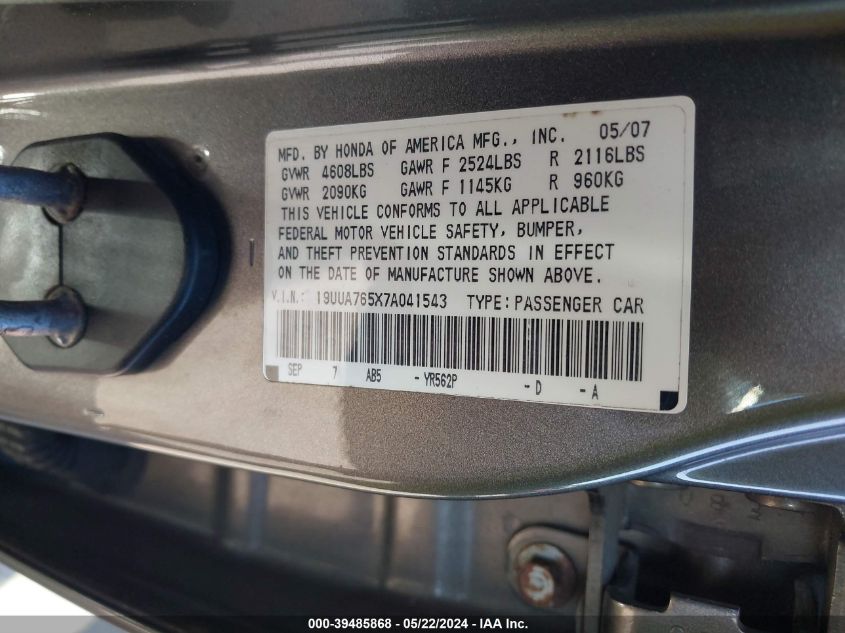 MFD. BY HONDA OF AMERICA MFG., INC. 05/07
GVWR 4608LBS GAWR F 2524LBS R 2116LBS
GVWR 2090KG GAWR F 1145KG R 960KG
THIS VEHICLE CONFORMS TO ALL APPLICABLE
FEDERAL MOTOR VEHICLE SAFETY, BUMPER,
AND THEFT PREVENTION STANDARDS IN EFFECT
ON THE DATE OF MANUFACTURE SHOWN ABOVE.
V.I.N.: 19UUA765X7A041543 TYPE:PASSENGER CAR
SEP 7 AB5 -YR562P -D -A
000-39485868 - 05/22/2024 - IAA Inc.